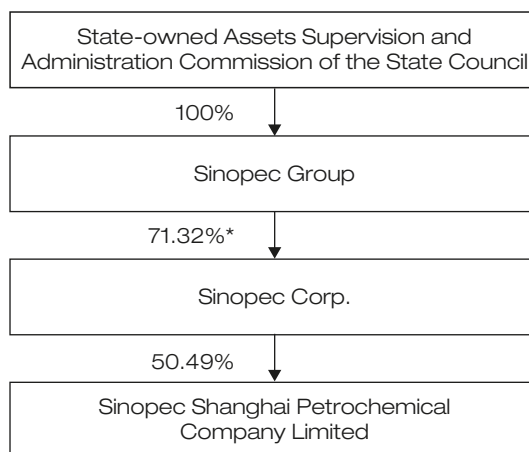 State-owned Assets Supervision and
Administration Commission of the State Council
100%
Sinopec Group
71.32%*
Sinopec Corp.
50.49%
Sinopec Shanghai Petrochemical
Company Limited